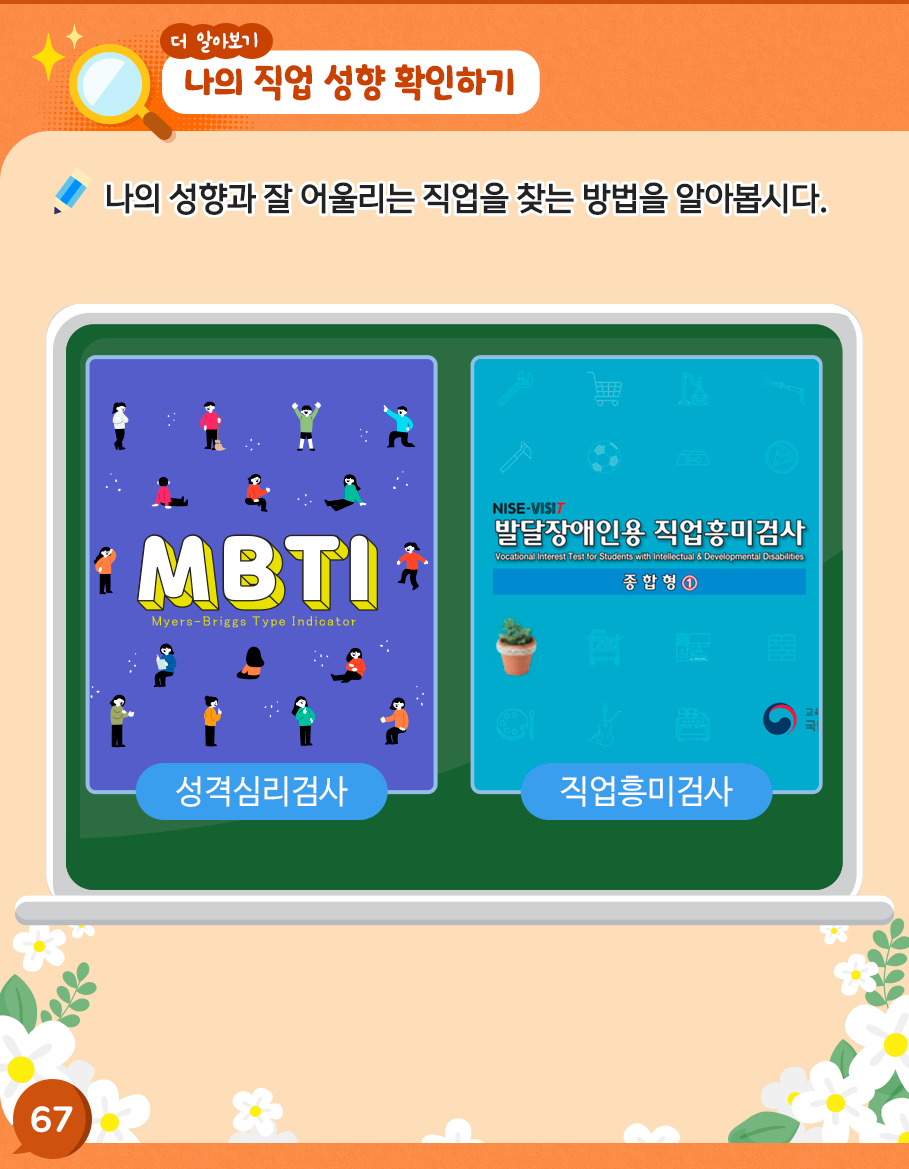 더 알아보기
나의 직업 성향 확인하기
나의 성향과 잘 어울리는 직업을 찾는 방법을 알아봅시다.
MBTI
Myers-Briggs Type Indicator
성격심리검사
NISE-VISIT
발달장애인용 직업흥미검사
Vocational Interest Test for Students with Intellectual & Developmental Disabilities
종합형 ①
직업흥미검사
67